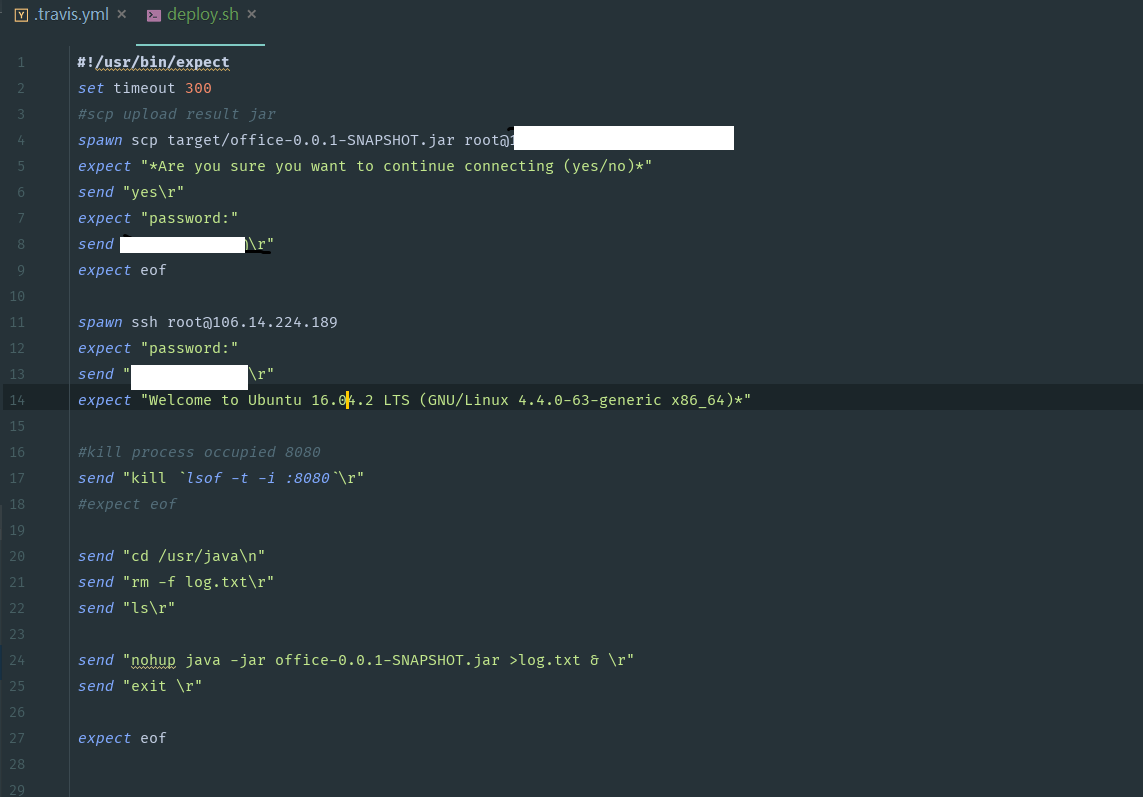 .travis.yml × deploy.sh ×
1 #!/usr/bin/expect
2 set timeout 300
3 #scp upload result jar
4 spawn scp target/office-0.0.1-SNAPSHOT.jar root@1
5 expect "*Are you sure you want to continue connecting (yes/no)*"
6 send "yes\r"
7 expect "password:"
8 send \r"
9 expect eof
10
11 spawn ssh root@106.14.224.189
12 expect "password:"
13 send " \r"
14 expect "Welcome to Ubuntu 16.04.2 LTS (GNU/Linux 4.4.0-63-generic x86_64)*"
15
16 #kill process occupied 8080
17 send "kill `lsof -t -i :8080`\r"
18 #expect eof
19
20 send "cd /usr/java\n"
21 send "rm -f log.txt\r"
22 send "ls\r"
23
24 send "nohup java -jar office-0.0.1-SNAPSHOT.jar >log.txt & \r"
25 send "exit \r"
26
27 expect eof
28
29